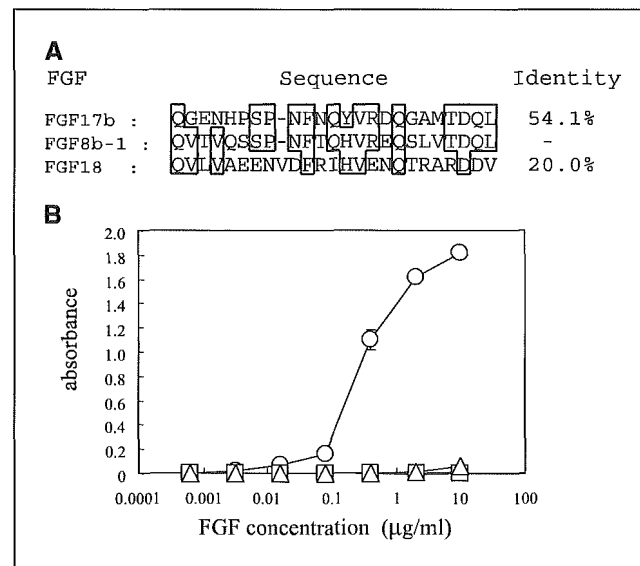 A
FGF Sequence Identity
FGF17b : QGENHPSP-NFNQYVRDQGAMTDQL 54.1%
FGF8b-1 : QVTVQSSP-NFTQHVREQSLVTDQL -
FGF18 : QVLVAEENVDFRIHVENQTRARDDV 20.0%
B
2.0
1.8
1.6
1.4
1.2
1.0
0.8
0.6
0.4
0.2
0
absorbance
0.0001 0.001 0.01 0.1 1 10 100
FGF concentration (μg/ml)